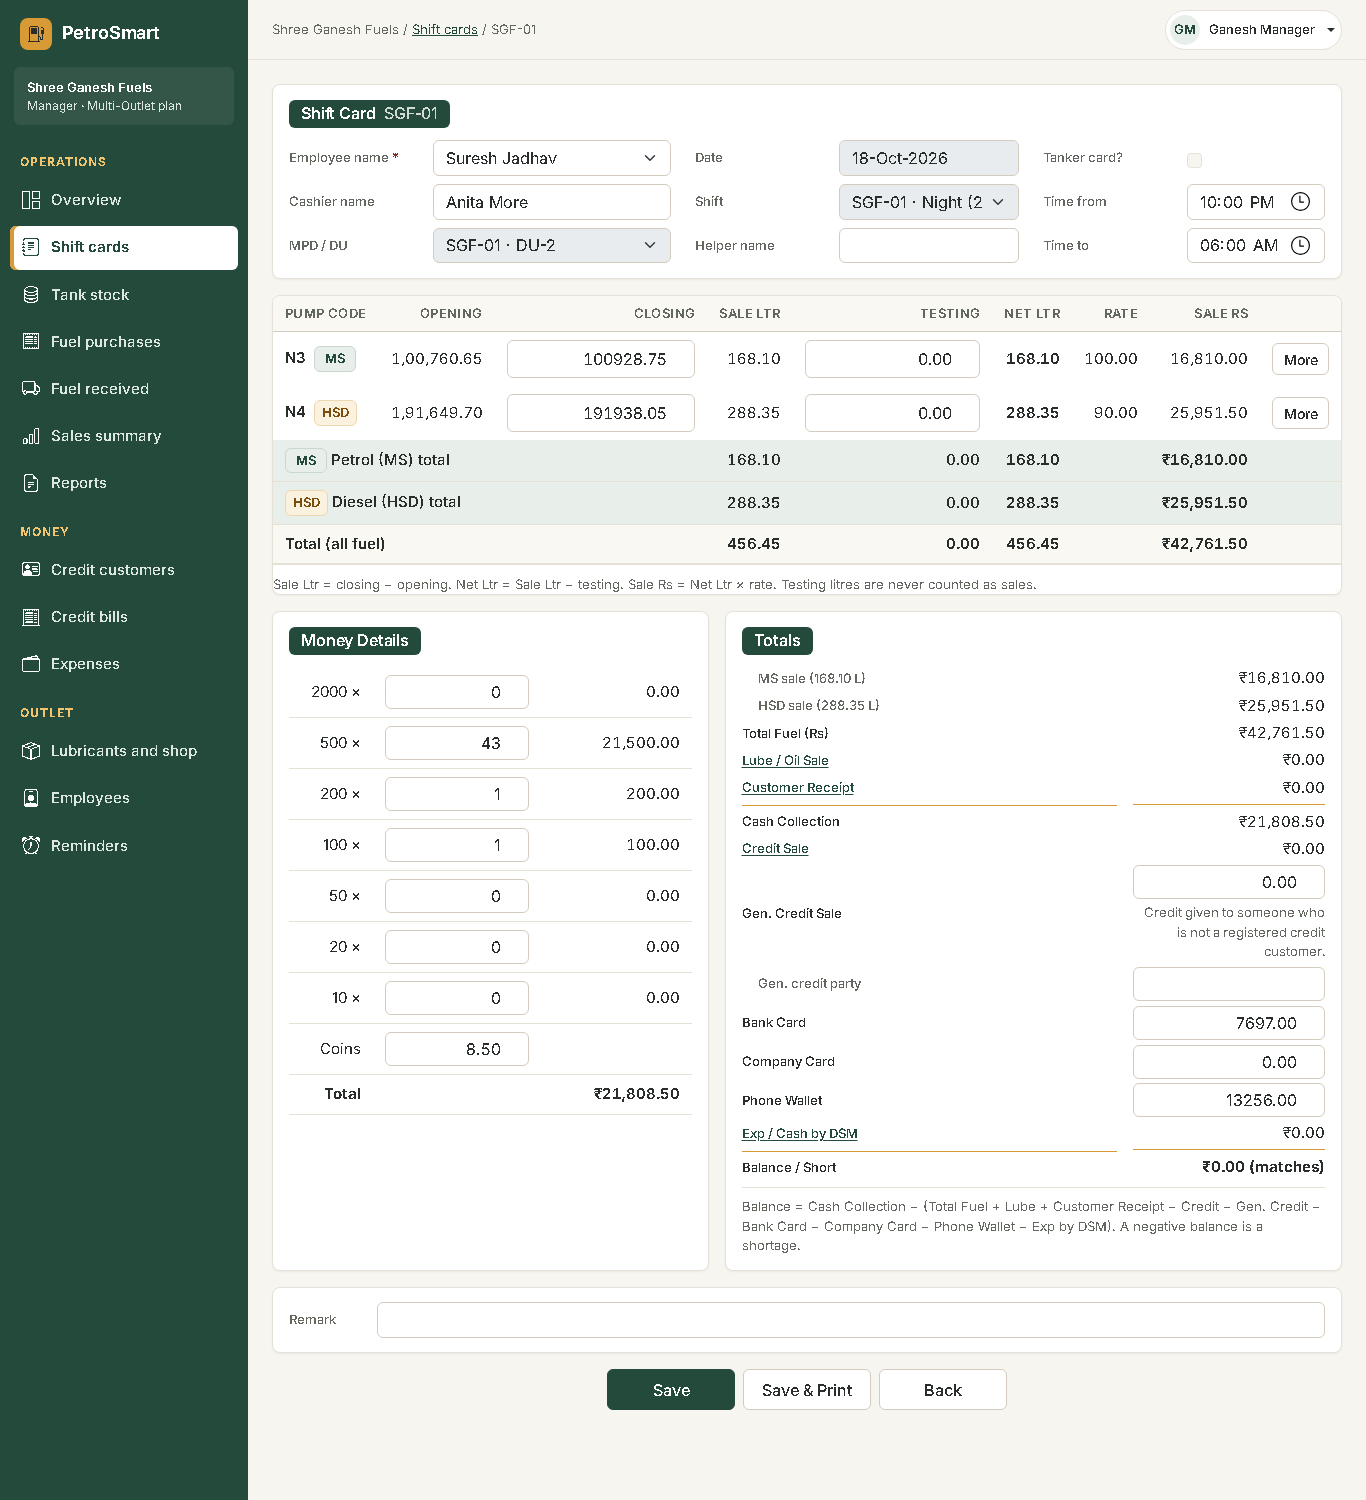 PetroSmart
Shree Ganesh Fuels
Manager · Multi-Outlet plan
OPERATIONS
Overview
Shift cards
Tank stock
Fuel purchases
Fuel received
Sales summary
Reports
MONEY
Credit customers
Credit bills
Expenses
OUTLET
Lubricants and shop
Employees
Reminders
Shree Ganesh Fuels / Shift cards / SGF-01
GM Ganesh Manager
Shift Card SGF-01
Employee name * Suresh Jadhav Date 18-Oct-2026 Tanker card?
Cashier name Anita More Shift SGF-01 · Night (2 Time from 10:00 PM
MPD / DU SGF-01 · DU-2 Helper name Time to 06:00 AM
PUMP CODE OPENING CLOSING SALE LTR TESTING NET LTR RATE SALE RS
N3 MS 1,00,760.65 100928.75 168.10 0.00 168.10 100.00 16,810.00 More
N4 HSD 1,91,649.70 191938.05 288.35 0.00 288.35 90.00 25,951.50 More
MS Petrol (MS) total 168.10 0.00 168.10 ₹16,810.00
HSD Diesel (HSD) total 288.35 0.00 288.35 ₹25,951.50
Total (all fuel) 456.45 0.00 456.45 ₹42,761.50
Sale Ltr = closing − opening. Net Ltr = Sale Ltr − testing. Sale Rs = Net Ltr × rate. Testing litres are never counted as sales.
Money Details
2000 × 0 0.00
500 × 43 21,500.00
200 × 1 200.00
100 × 1 100.00
50 × 0 0.00
20 × 0 0.00
10 × 0 0.00
Coins 8.50
Total ₹21,808.50
Totals
MS sale (168.10 L) ₹16,810.00
HSD sale (288.35 L) ₹25,951.50
Total Fuel (Rs) ₹42,761.50
Lube / Oil Sale ₹0.00
Customer Receipt ₹0.00
Cash Collection ₹21,808.50
Credit Sale ₹0.00
0.00
Gen. Credit Sale Credit given to someone who
is not a registered credit
customer.
Gen. credit party
Bank Card 7697.00
Company Card 0.00
Phone Wallet 13256.00
Exp / Cash by DSM ₹0.00
Balance / Short ₹0.00 (matches)
Balance = Cash Collection − (Total Fuel + Lube + Customer Receipt − Credit − Gen. Credit −
Bank Card − Company Card − Phone Wallet − Exp by DSM). A negative balance is a
shortage.
Remark
Save Save & Print Back